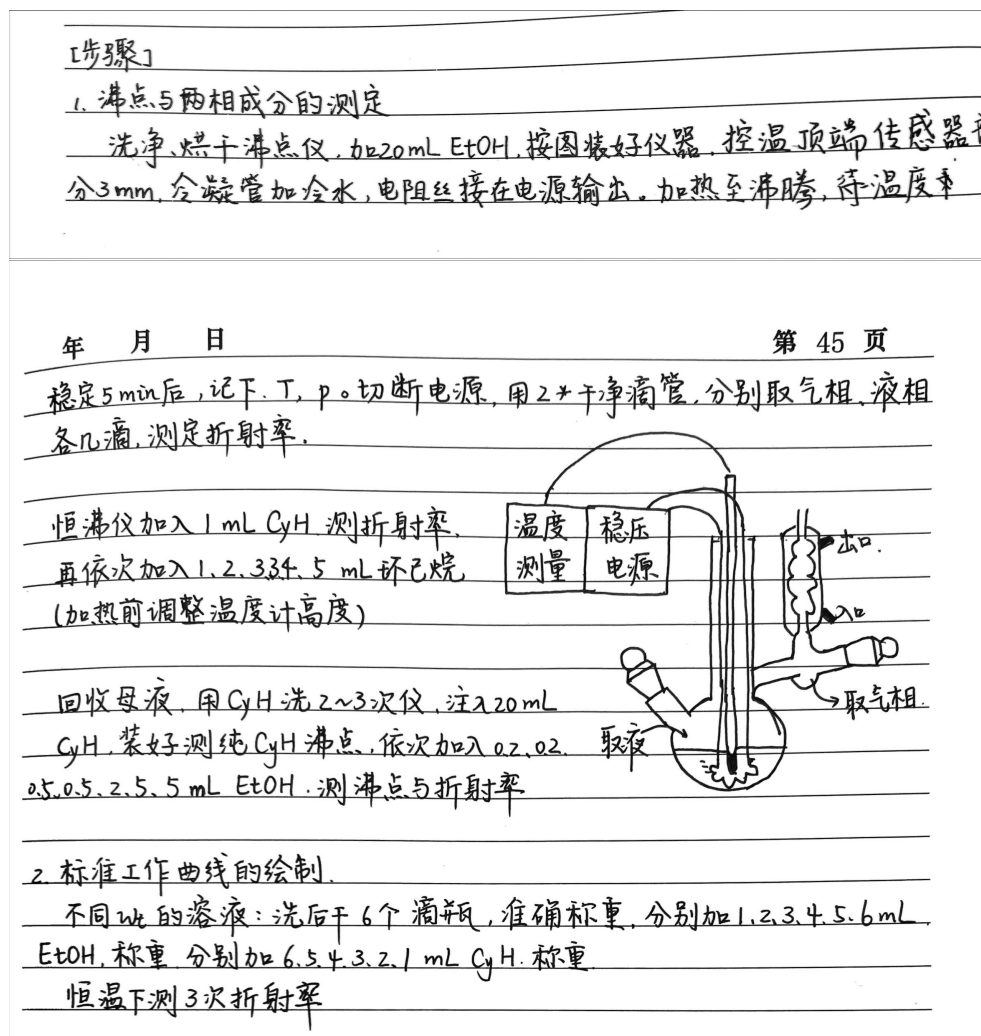 [步骤]
1. 沸点与两相成分的测定
洗净、烘干沸点仪，加20mL EtOH，按图装好仪器，控温顶端传感器
分3mm，冷凝管加冷水，电阻丝接在电源输出。加热至沸腾，待温度
年 月 日 第 45 页
稳定5min后，记下. T, p。切断电源，用2支干净滴管，分别取气相、液相
各几滴，测定折射率.
恒沸仪加入1mL CyH 测折射率.
再依次加入1、2、3、3、4、5 mL 环己烷
(加热前调整温度计高度)
温度测量
稳压电源
出口.
入口
取气相.
取液
回收母液，用CyH洗2~3次仪，注入20mL
CyH，装好测纯CyH沸点，依次加入0.2、0.2、
0.5、0.5、2、5、5 mL EtOH. 测沸点与折射率
2. 标准工作曲线的绘制.
不同wt的溶液：洗后干6个滴瓶，准确称重，分别加1、2、3、4、5、6mL
EtOH，称重 分别加6、5、4、3、2、1 mL CyH. 称重
恒温下测3次折射率